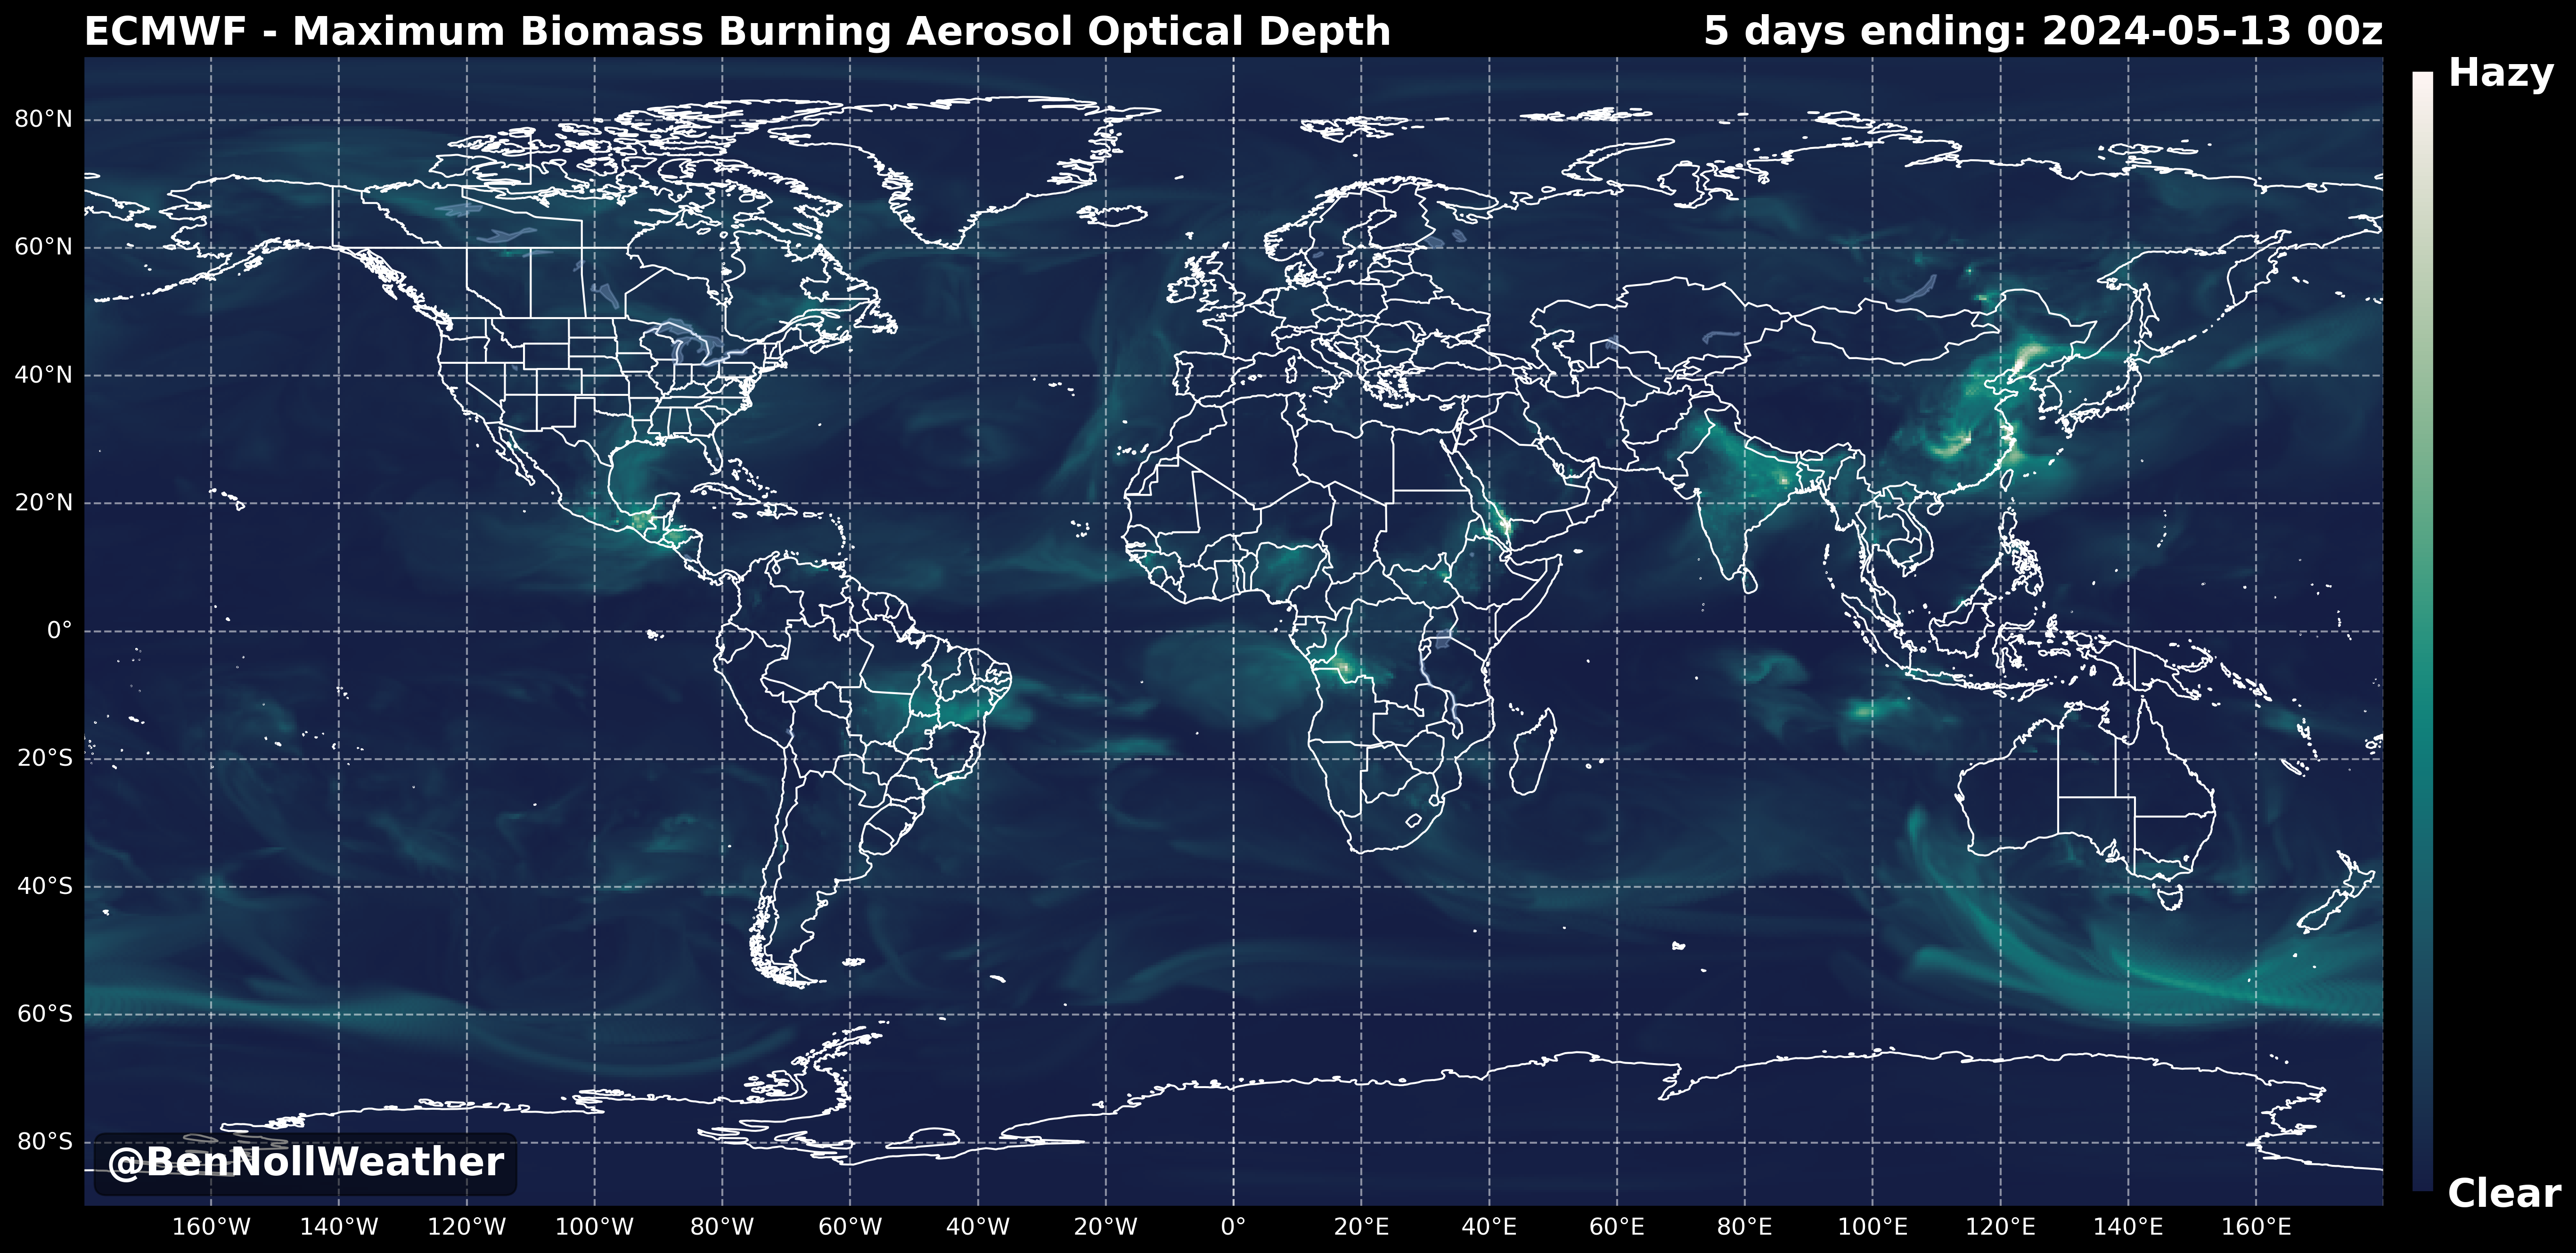 ECMWF - Maximum Biomass Burning Aerosol Optical Depth
5 days ending: 2024-05-13 00z
Hazy
80°N
60°N
40°N
20°N
0°
20°S
40°S
60°S
80°S
@BenNollWeather
Clear
160°W 140°W 120°W 100°W 80°W 60°W 40°W 20°W 0° 20°E 40°E 60°E 80°E 100°E 120°E 140°E 160°E